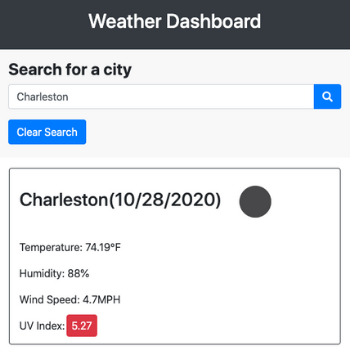 Weather Dashboard
Search for a city
Charleston
Clear Search
Charleston(10/28/2020)
Temperature: 74.19°F
Humidity: 88%
Wind Speed: 4.7MPH
UV Index: 5.27